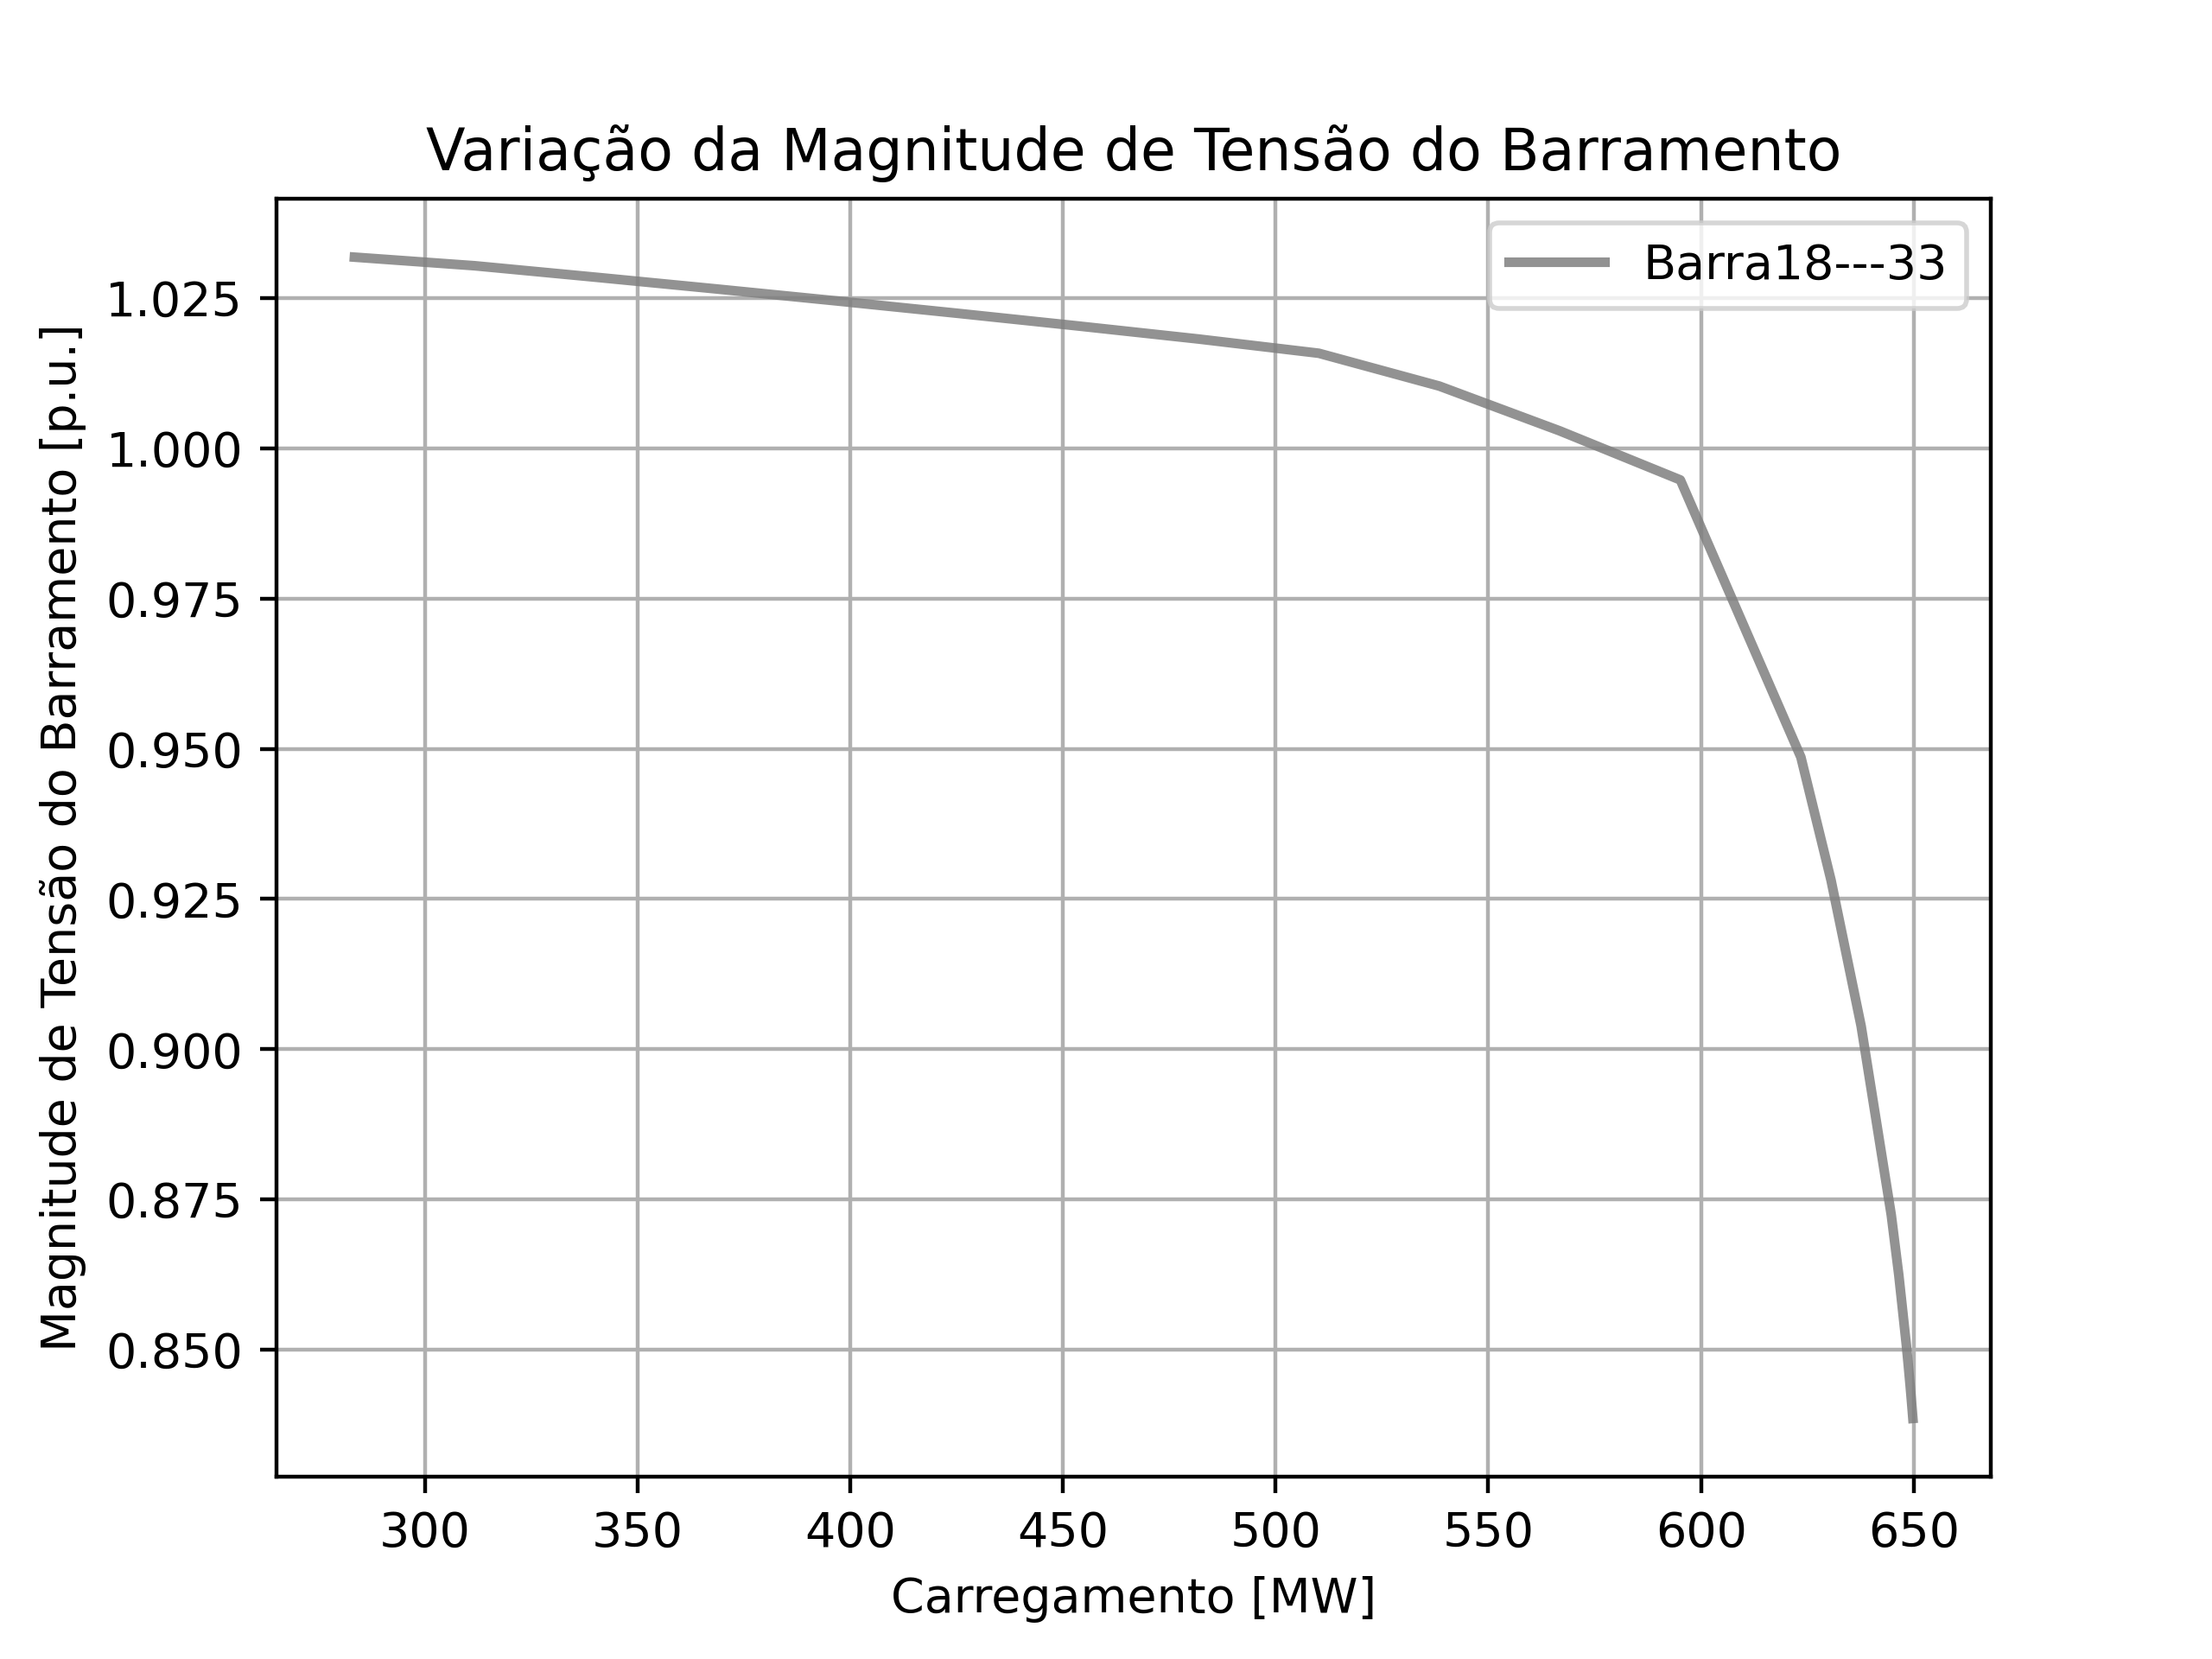 Variação da Magnitude de Tensão do Barramento
Barra18---33
Magnitude de Tensão do Barramento [p.u.]
1.025
1.000
0.975
0.950
0.925
0.900
0.875
0.850
300 350 400 450 500 550 600 650
Carregamento [MW]